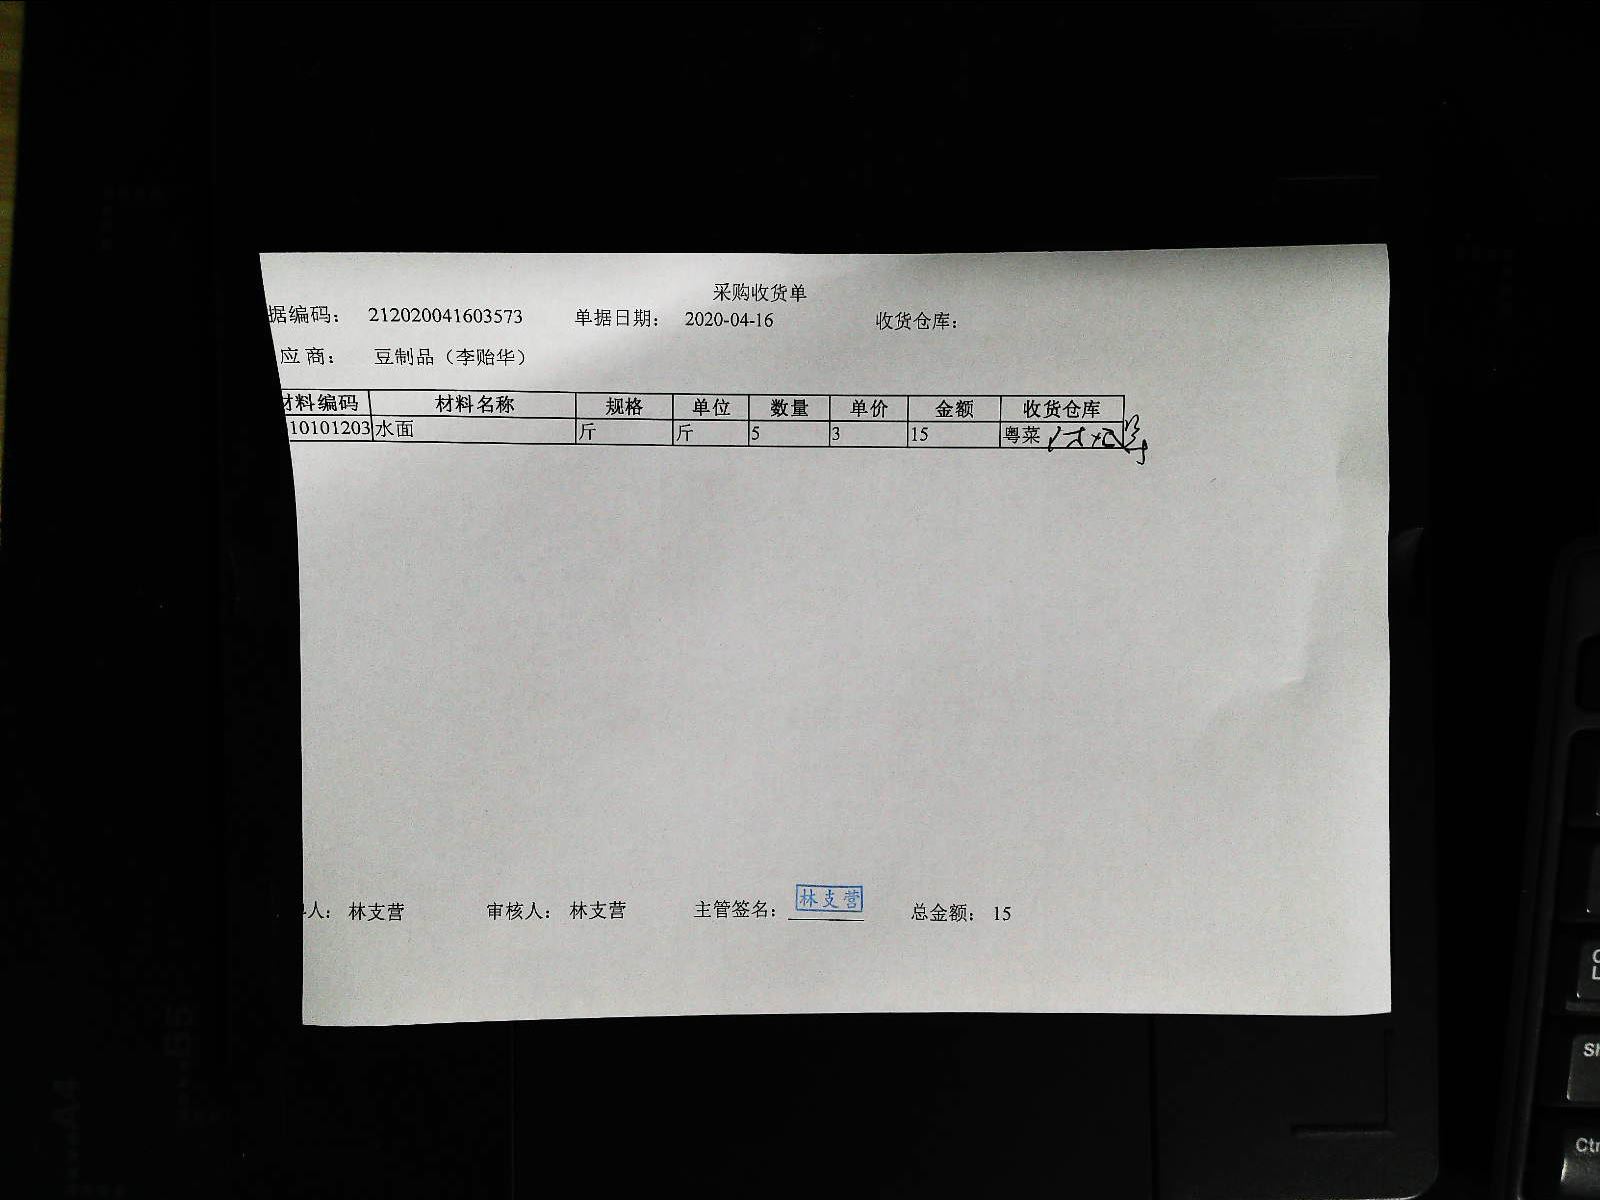 采购收货单
据编码： 212020041603573 单据日期： 2020-04-16 收货仓库：
应商： 豆制品（李贻华）
材料编码 材料名称 规格 单位 数量 单价 金额 收货仓库
10101203 水面 斤 斤 5 3 15 粤菜
人： 林支营 审核人： 林支营 主管签名： 林支营 总金额： 15
A4
B5
Sh
Ctr